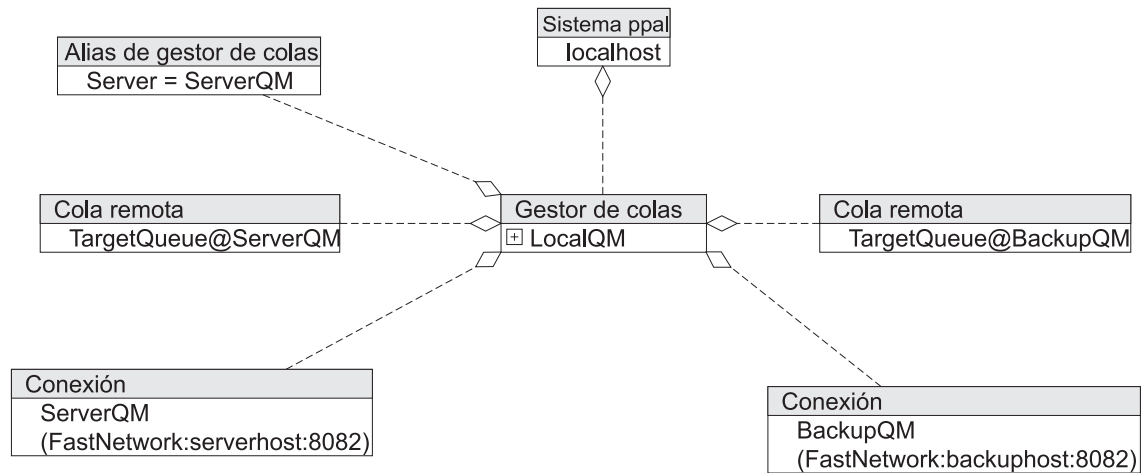 Sistema ppal
localhost
Alias de gestor de colas
Server = ServerQM
Cola remota
TargetQueue@ServerQM
Gestor de colas
LocalQM
Cola remota
TargetQueue@BackupQM
Conexión
ServerQM
(FastNetwork:serverhost:8082)
Conexión
BackupQM
(FastNetwork:backuphost:8082)